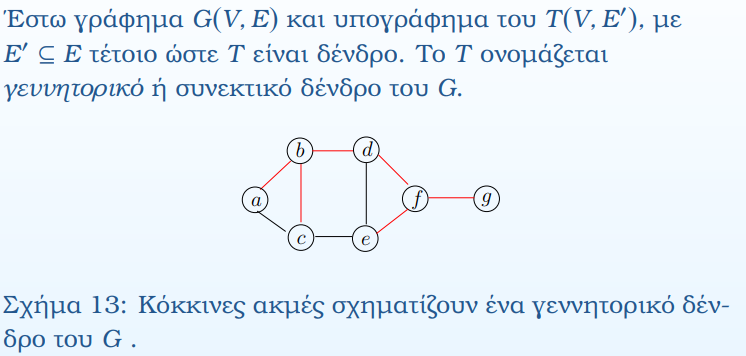 Έστω γράφημα G(V, E) και υπογράφημα του T(V, E′), με
E′ ⊆ E τέτοιο ώστε T είναι δένδρο. Το T ονομάζεται
γεννητορικό ή συνεκτικό δένδρο του G.
b d
a f g
c e
Σχήμα 13: Κόκκινες ακμές σχηματίζουν ένα γεννητορικό δέν-
δρο του G .